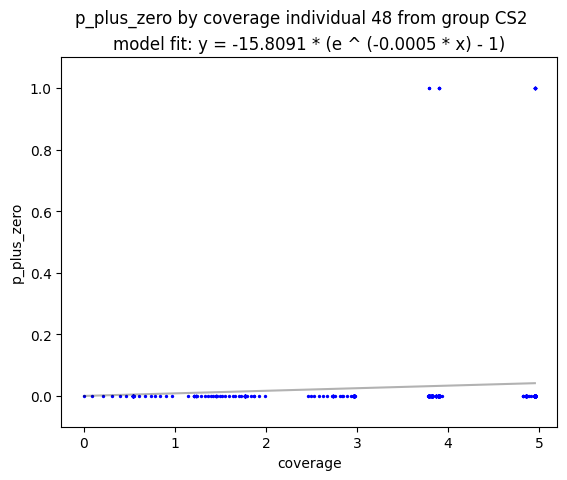 p_plus_zero by coverage individual 48 from group CS2
model fit: y = -15.8091 * (e ^ (-0.0005 * x) - 1)
1.0
0.8
0.6
0.4
0.2
0.0
p_plus_zero
0 1 2 3 4 5
coverage